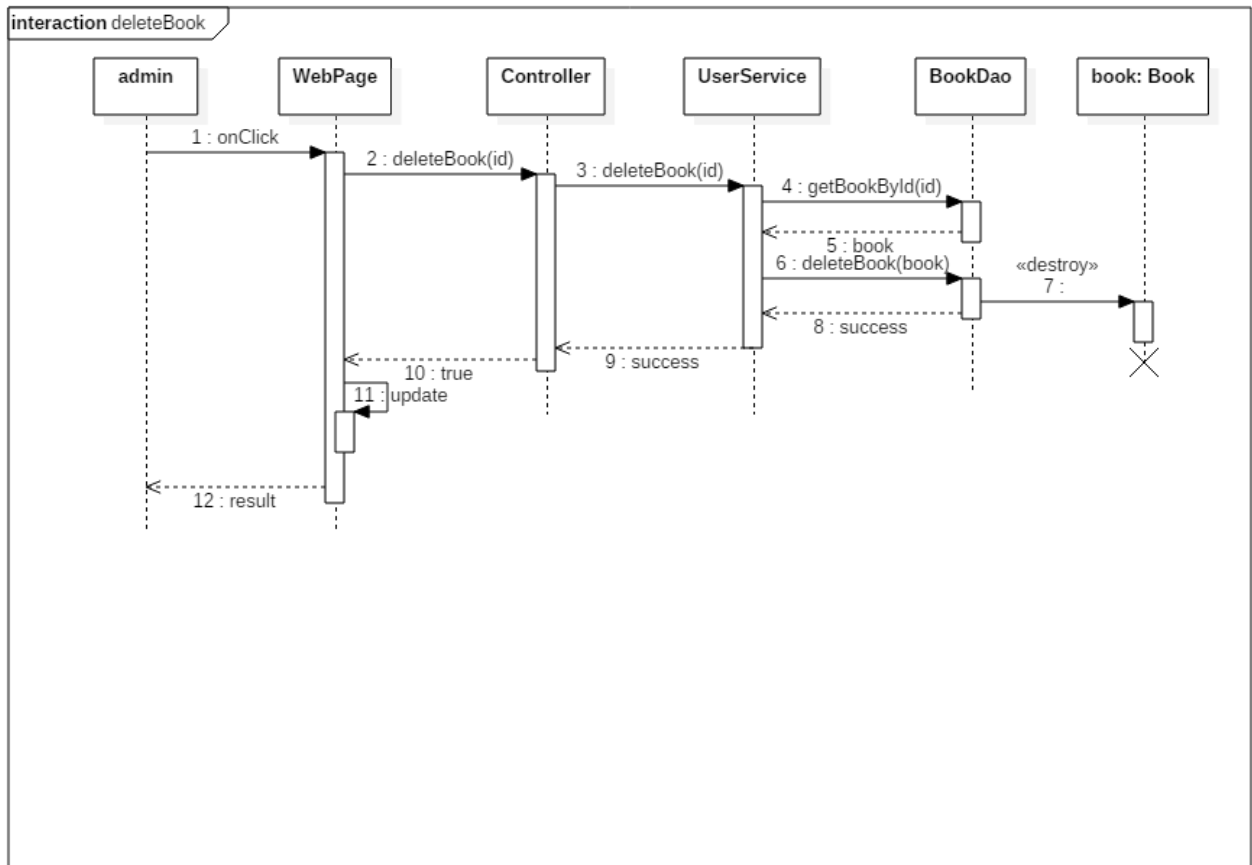 interaction deleteBook
admin
WebPage
Controller
UserService
BookDao
book: Book
1 : onClick
2 : deleteBook(id)
3 : deleteBook(id)
4 : getBookById(id)
5 : book
6 : deleteBook(book)
«destroy»
7 :
8 : success
9 : success
10 : true
11 : update
12 : result